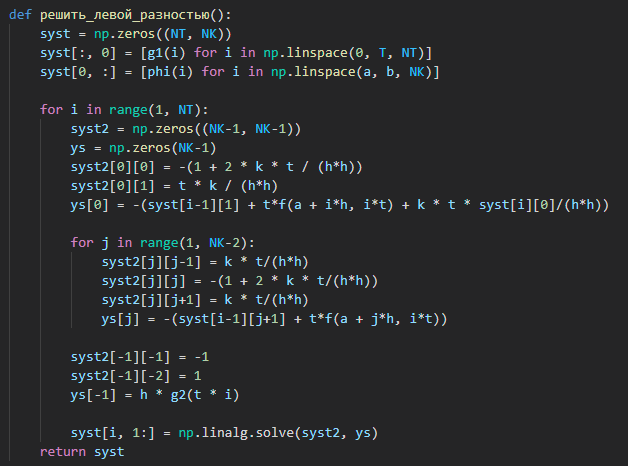 def решить_левой_разностью():
    syst = np.zeros((NT, NK))
    syst[:, 0] = [g1(i) for i in np.linspace(0, T, NT)]
    syst[0, :] = [phi(i) for i in np.linspace(a, b, NK)]

    for i in range(1, NT):
        syst2 = np.zeros((NK-1, NK-1))
        ys = np.zeros(NK-1)
        syst2[0][0] = -(1 + 2 * k * t / (h*h))
        syst2[0][1] = t * k / (h*h)
        ys[0] = -(syst[i-1][1] + t*f(a + i*h, i*t) + k * t * syst[i][0]/(h*h))

        for j in range(1, NK-2):
            syst2[j][j-1] = k * t/(h*h)
            syst2[j][j] = -(1 + 2 * k * t/(h*h))
            syst2[j][j+1] = k * t/(h*h)
            ys[j] = -(syst[i-1][j+1] + t*f(a + j*h, i*t))

        syst2[-1][-1] = -1
        syst2[-1][-2] = 1
        ys[-1] = h * g2(t * i)

        syst[i, 1:] = np.linalg.solve(syst2, ys)
    return syst